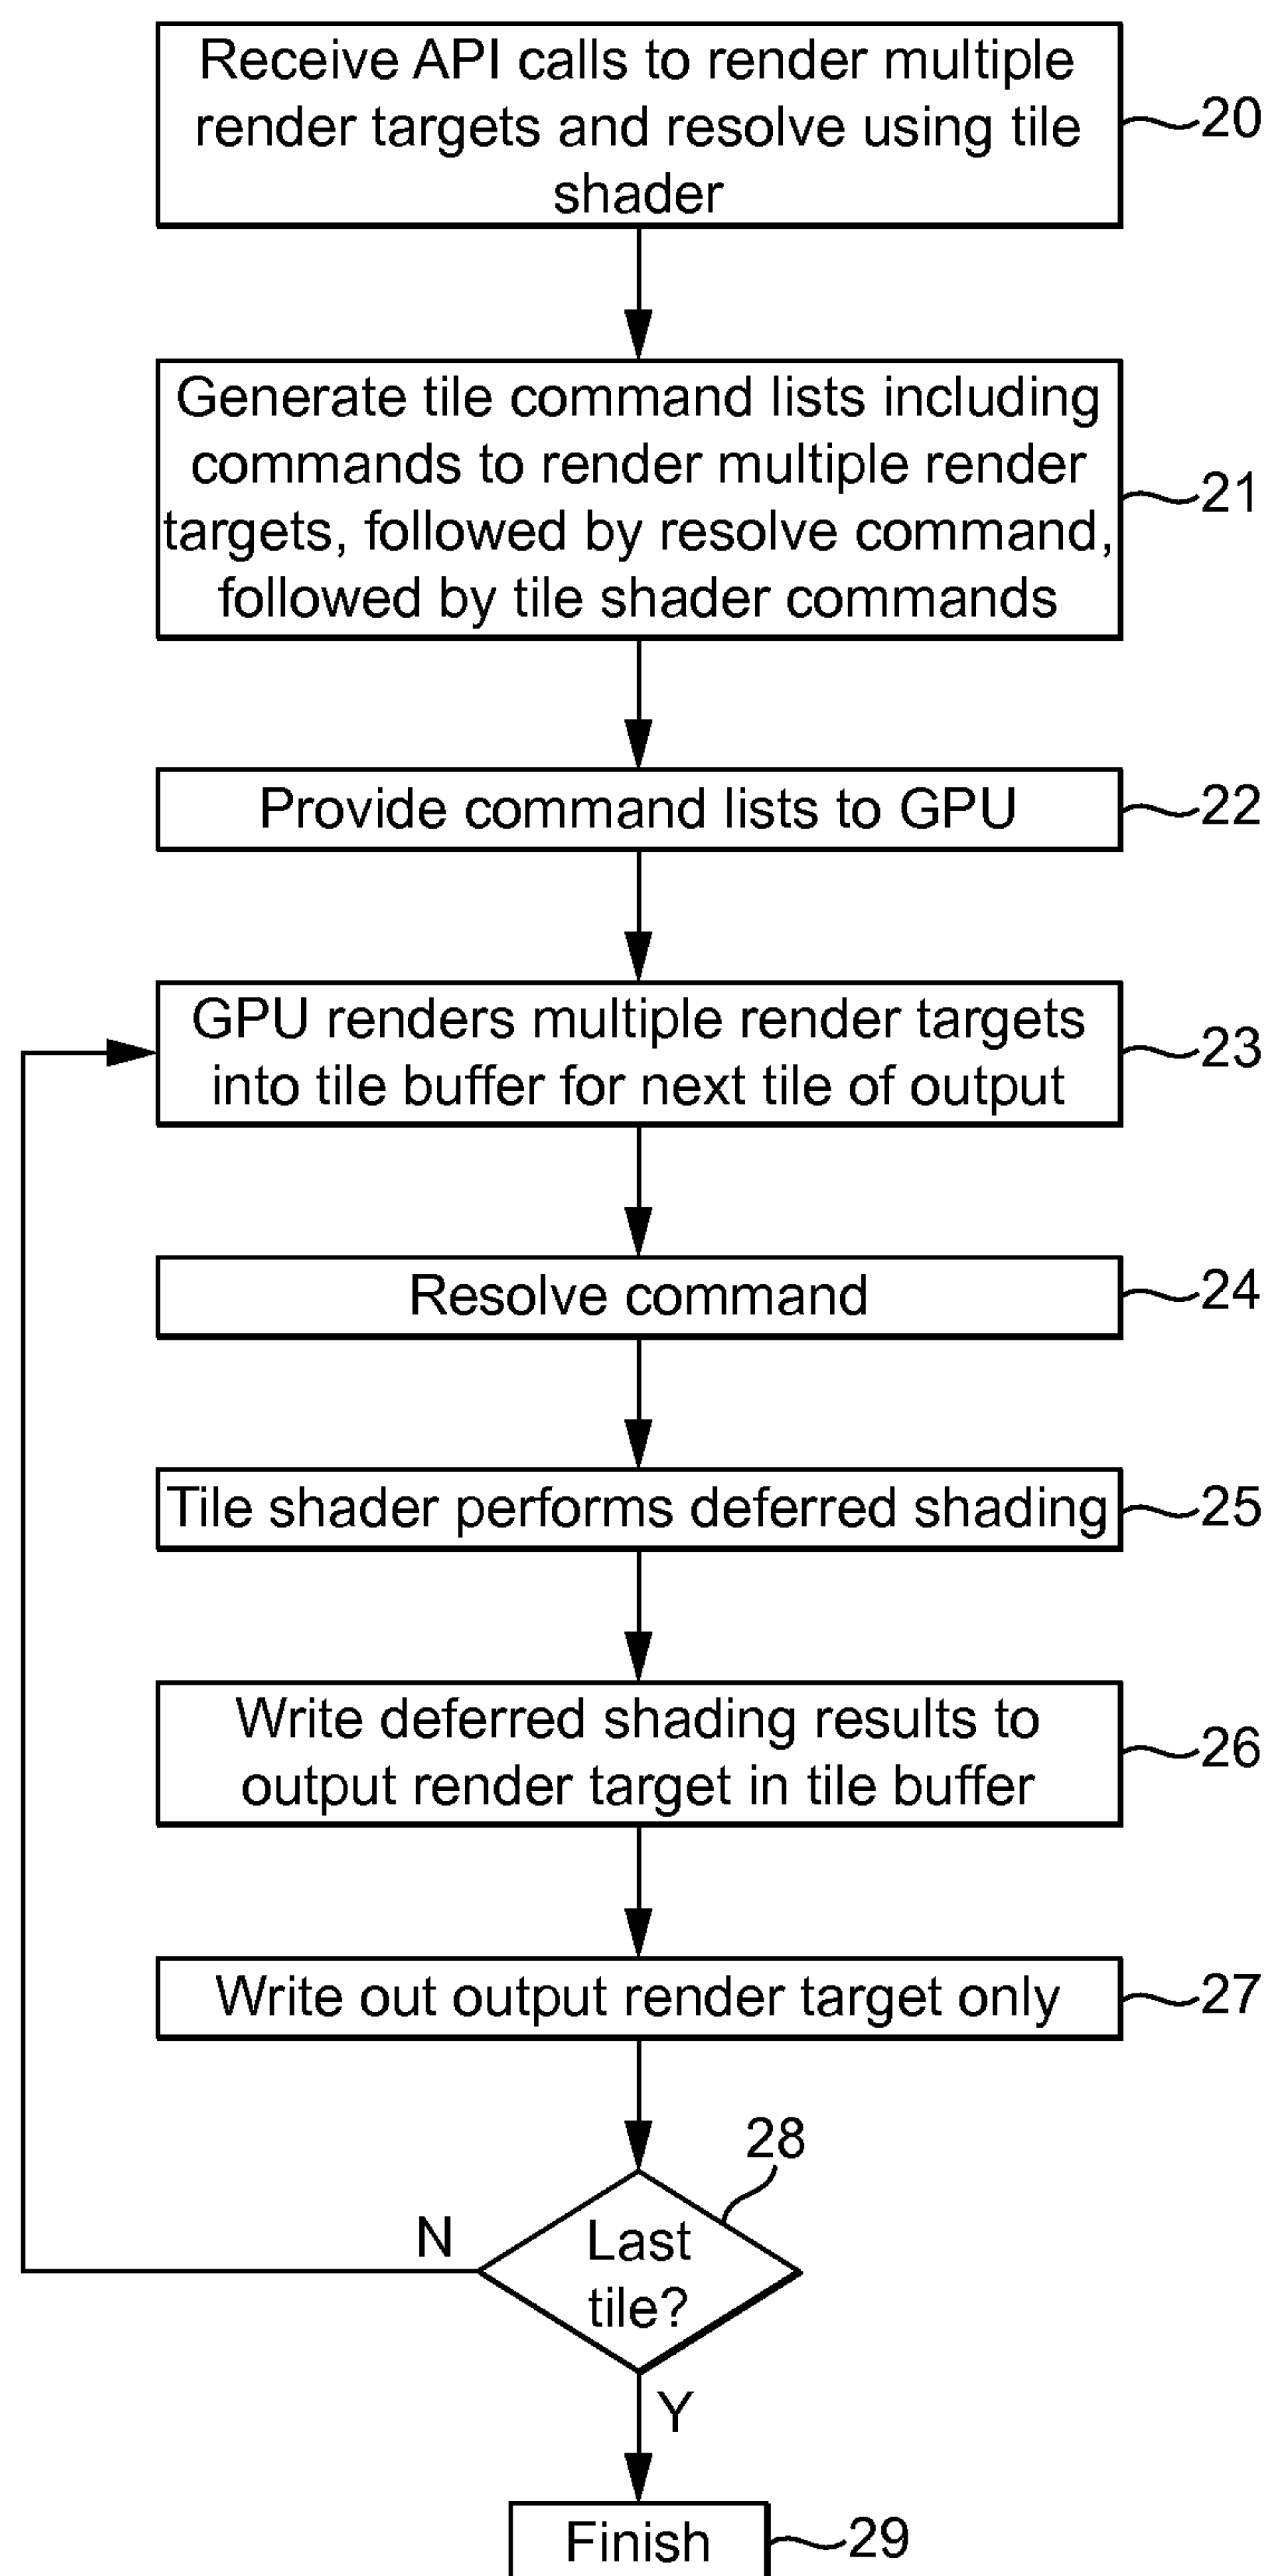 Receive API calls to render multiple
render targets and resolve using tile
shader
20
Generate tile command lists including
commands to render multiple render
targets, followed by resolve command,
followed by tile shader commands
21
Provide command lists to GPU
22
GPU renders multiple render targets
into tile buffer for next tile of output
23
Resolve command
24
Tile shader performs deferred shading
25
Write deferred shading results to
output render target in tile buffer
26
Write out output render target only
27
28
Last
tile?
N
Y
Finish
29